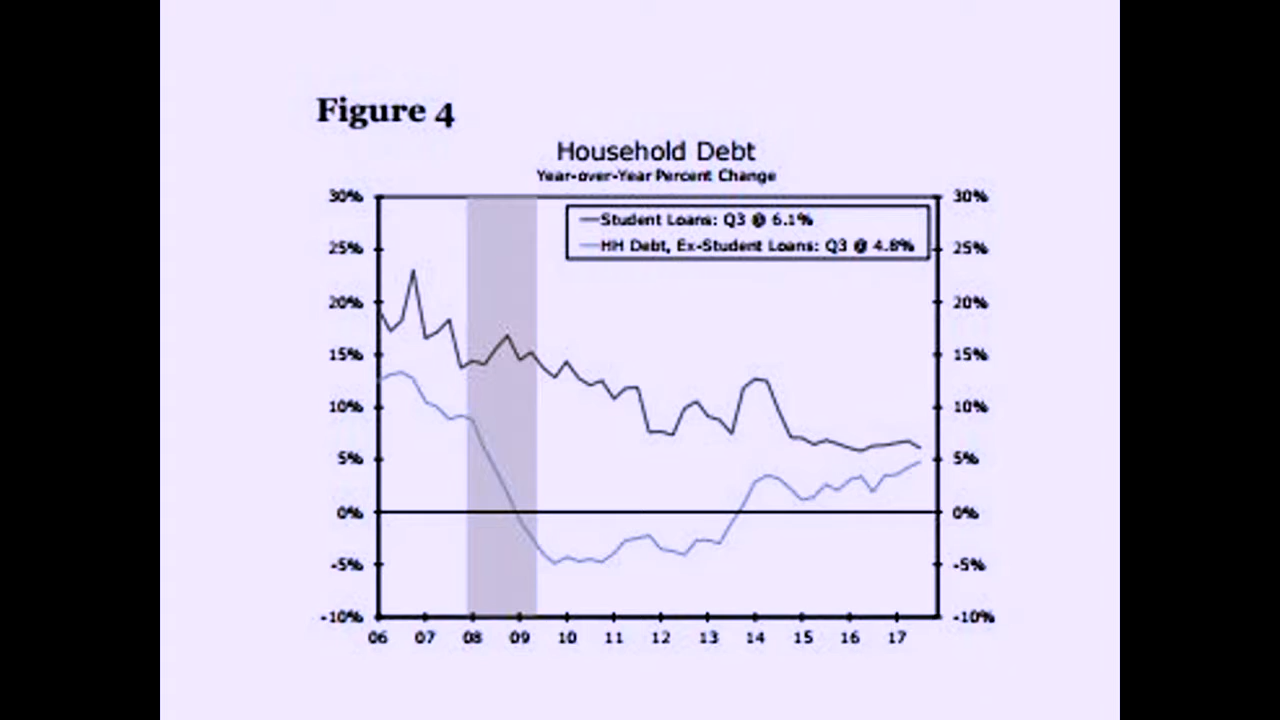 Figure 4
Household Debt
Year-over-Year Percent Change
30% 30%
Student Loans: Q3 @ 6.1%
HH Debt, Ex-Student Loans: Q3 @ 4.8%
25% 25%
20% 20%
15% 15%
10% 10%
5% 5%
0% 0%
-5% -5%
-10% -10%
06 07 08 09 10 11 12 13 14 15 16 17